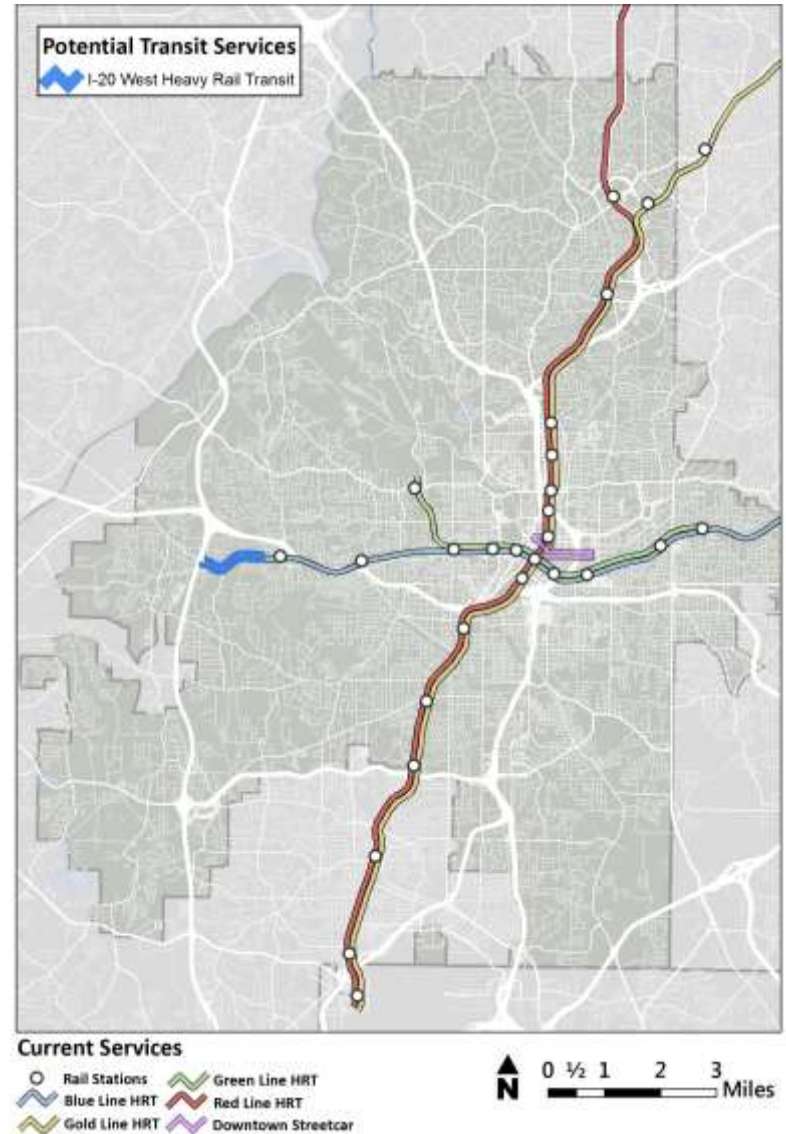 Potential Transit Services
I-20 West Heavy Rail Transit
Current Services
Rail Stations
Blue Line HRT
Gold Line HRT
Green Line HRT
Red Line HRT
Downtown Streetcar
N
0 ½ 1 2 3 Miles